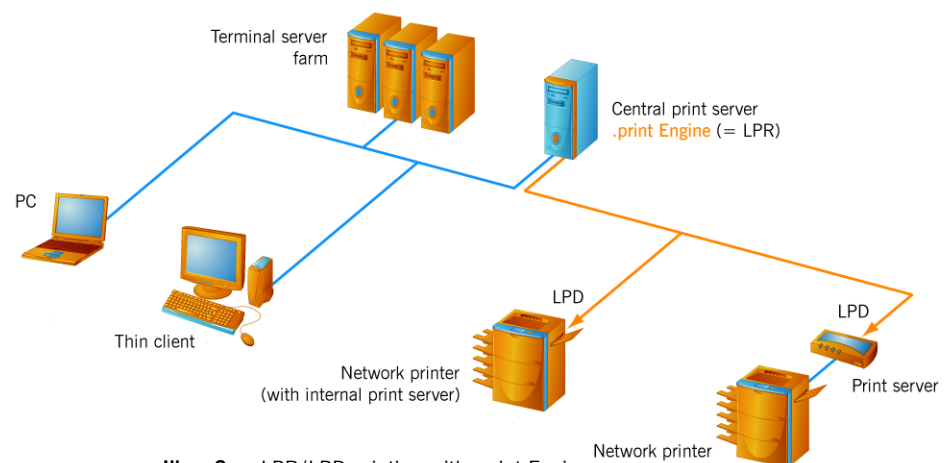 Terminal server
farm
Central print server
.print Engine (= LPR)
PC
Thin client
LPD
Network printer
(with internal print server)
LPD
Print server
Network printer